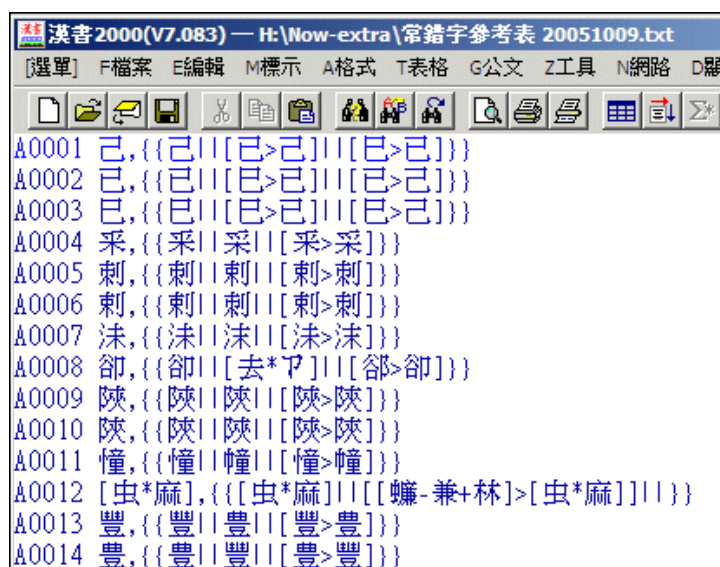 漢書2000(V7.083) — H:\Now-extra\常錯字參考表 20051009.txt
[選單] F檔案 E編輯 M標示 A格式 T表格 G公文 Z工具 N網路
A0001 己,{{己||[已>己]||[巳>己]}}
A0002 已,{{已||[己>已]||[巳>已]}}
A0003 巳,{{巳||[已>巳]||[巳>己]}}
A0004 釆,{{釆||采||[釆>采]}}
A0005 刺,{{刺||剌||[剌>刺]}}
A0006 剌,{{剌||刺||[剌>刺]}}
A0007 沬,{{沬||沫||[沬>沫]}}
A0008 卻,{{卻||[去*卩]||[郤>卻]}}
A0009 陝,{{陝||陜||[陜>陝]}}
A0010 陜,{{陜||陝||[陝>陜]}}
A0011 憧,{{憧||幢||[憧>幢]}}
A0012 [虫*麻],{{[虫*麻]||[[蠊-兼+林]>[虫*麻]]||}}
A0013 豐,{{豐||豊||[豐>豊]}}
A0014 豊,{{豊||豐||[豊>豐]}}